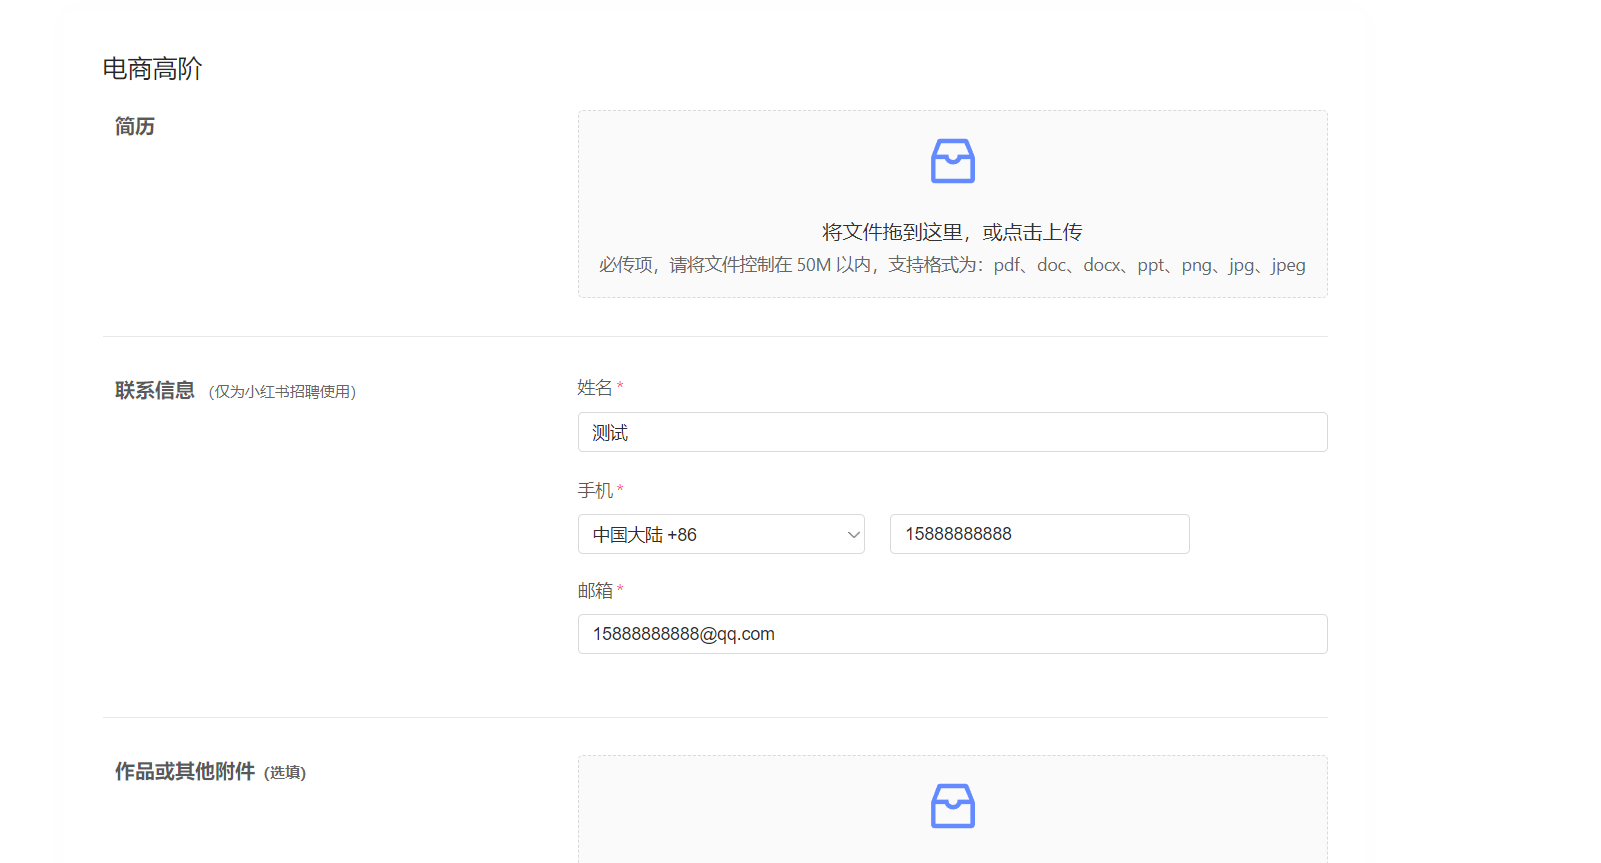 电商高阶
简历
将文件拖到这里，或点击上传
必传项，请将文件控制在 50M 以内，支持格式为：pdf、doc、docx、ppt、png、jpg、jpeg
联系信息 （仅为小红书招聘使用）
姓名 *
测试
手机 *
中国大陆 +86 15888888888
邮箱 *
15888888888@qq.com
作品或其他附件 (选填)